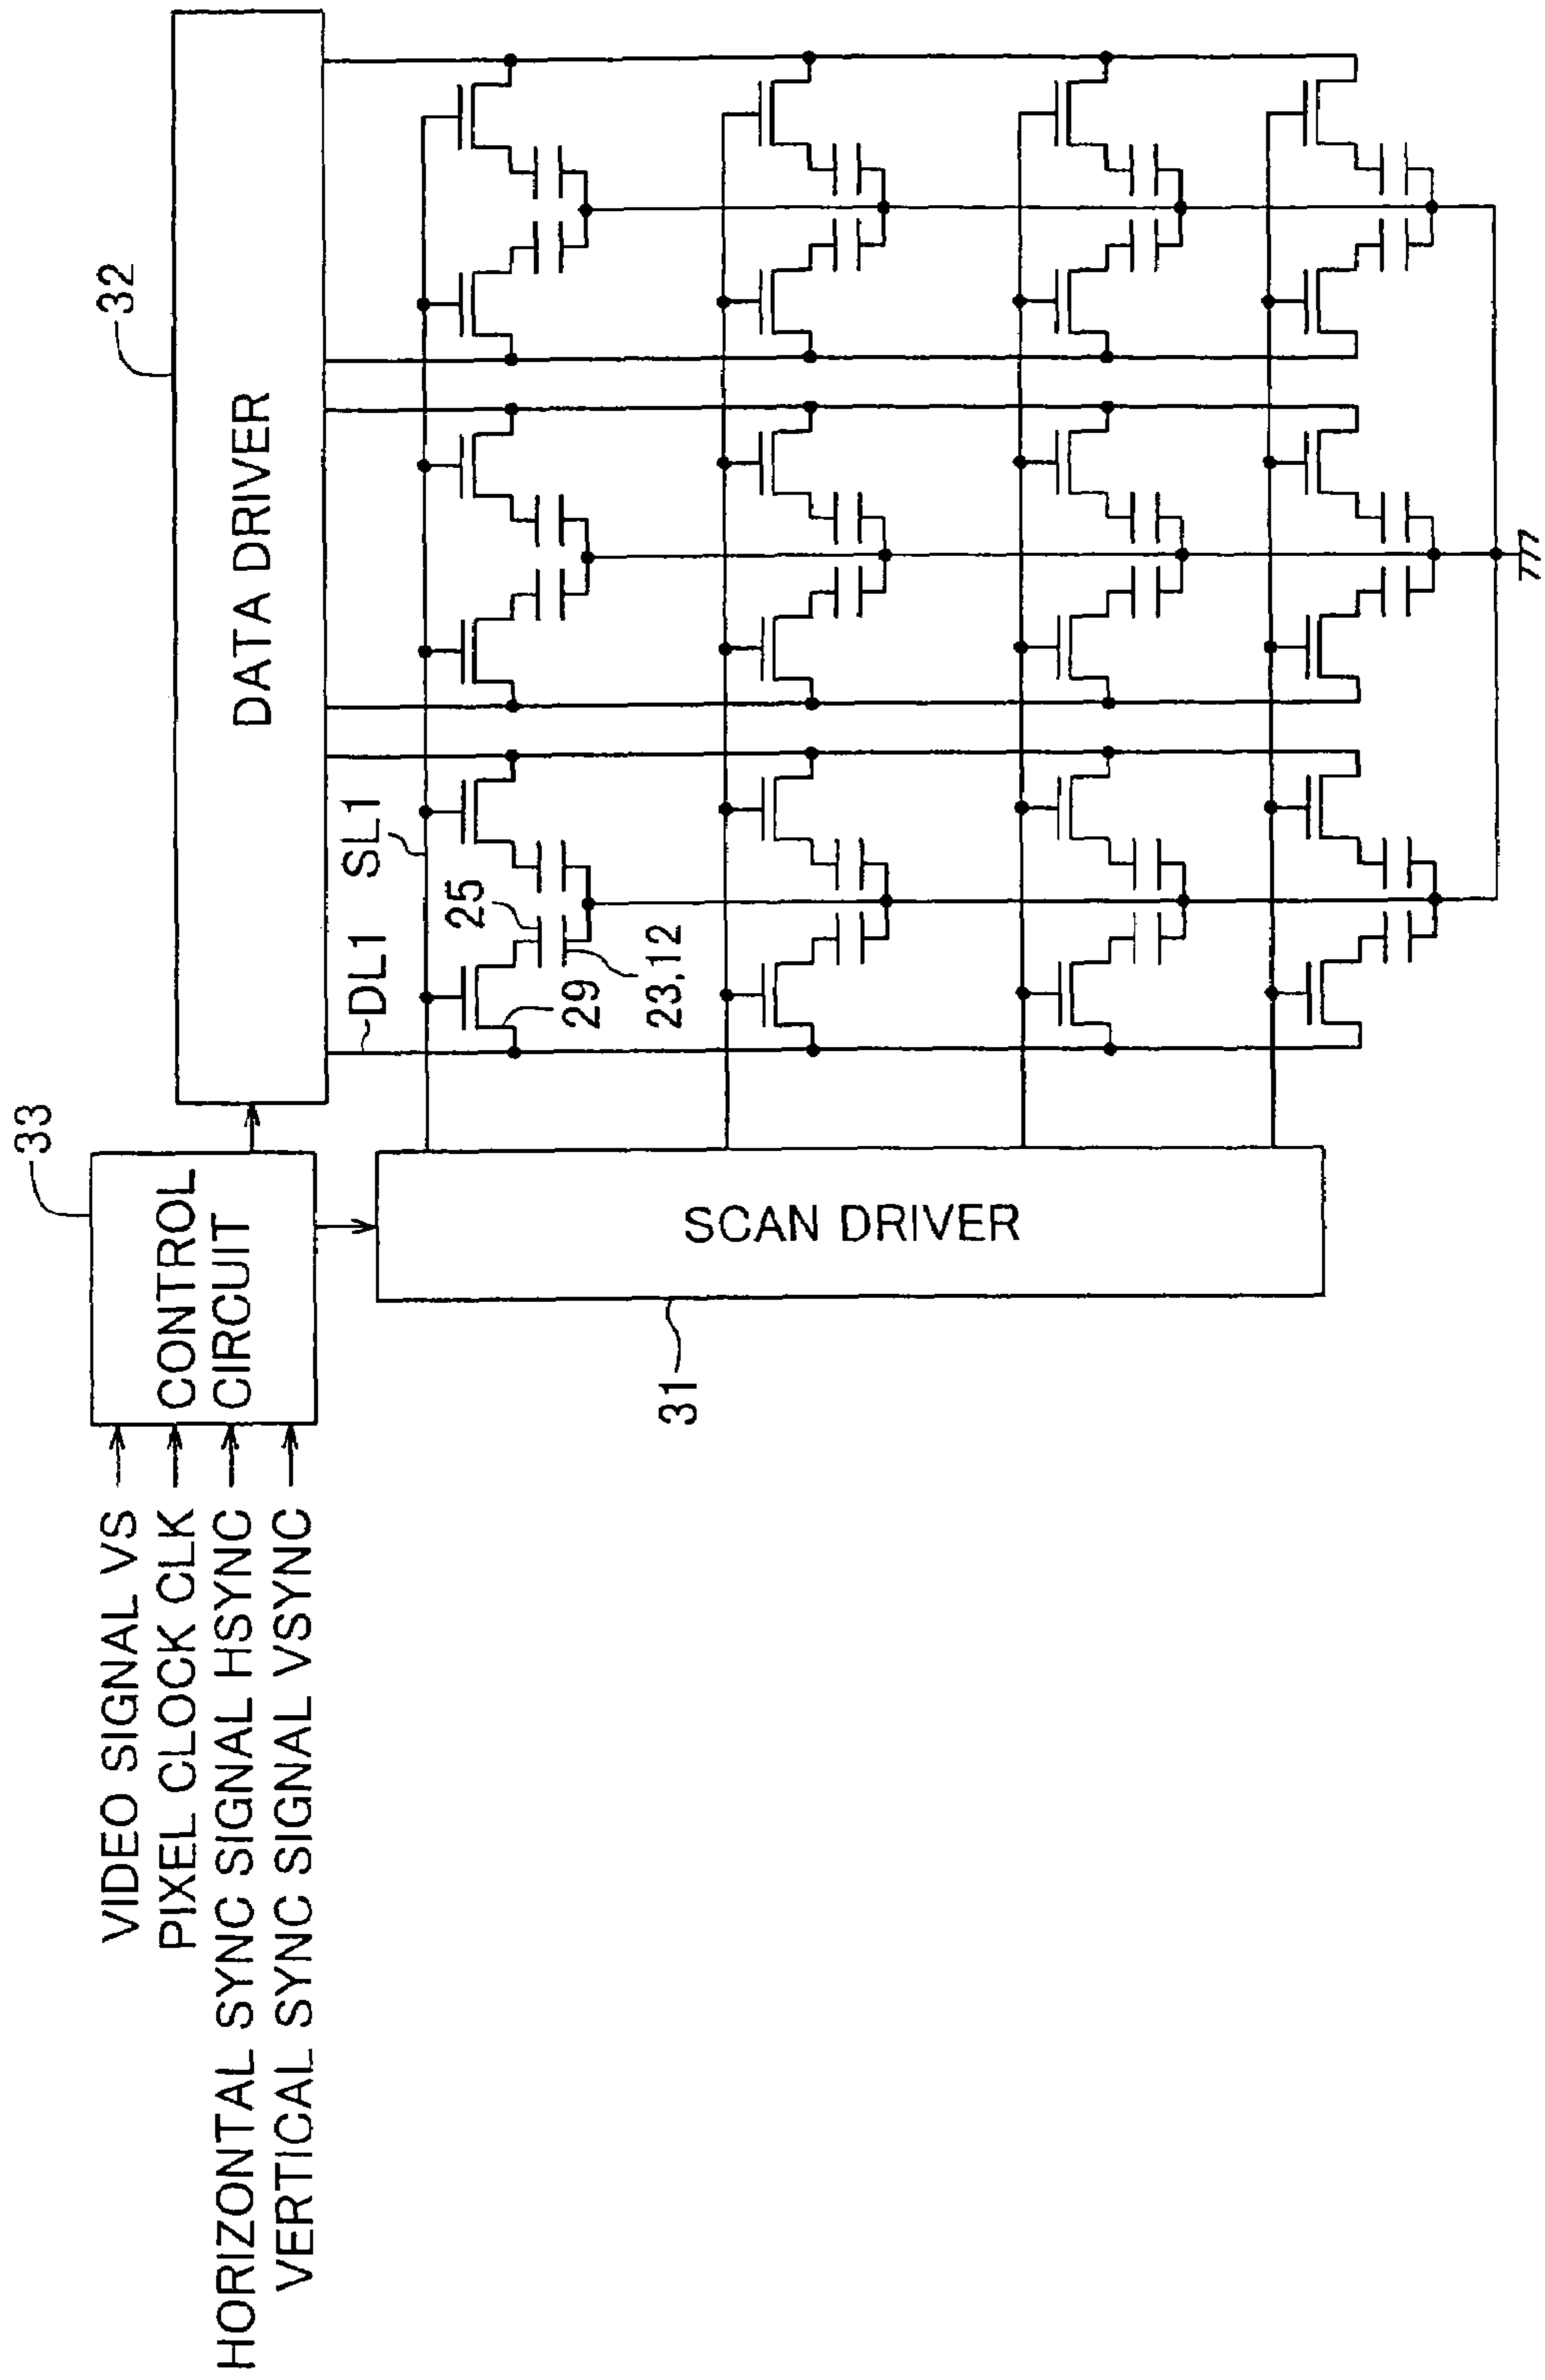 VIDEO SIGNAL VS
PIXEL CLOCK CLK
HORIZONTAL SYNC SIGNAL HSYNC
VERTICAL SYNC SIGNAL VSYNC
33
CONTROL
CIRCUIT
32
DATA DRIVER
31
SCAN DRIVER
DL1
SL1
25
29
23,12